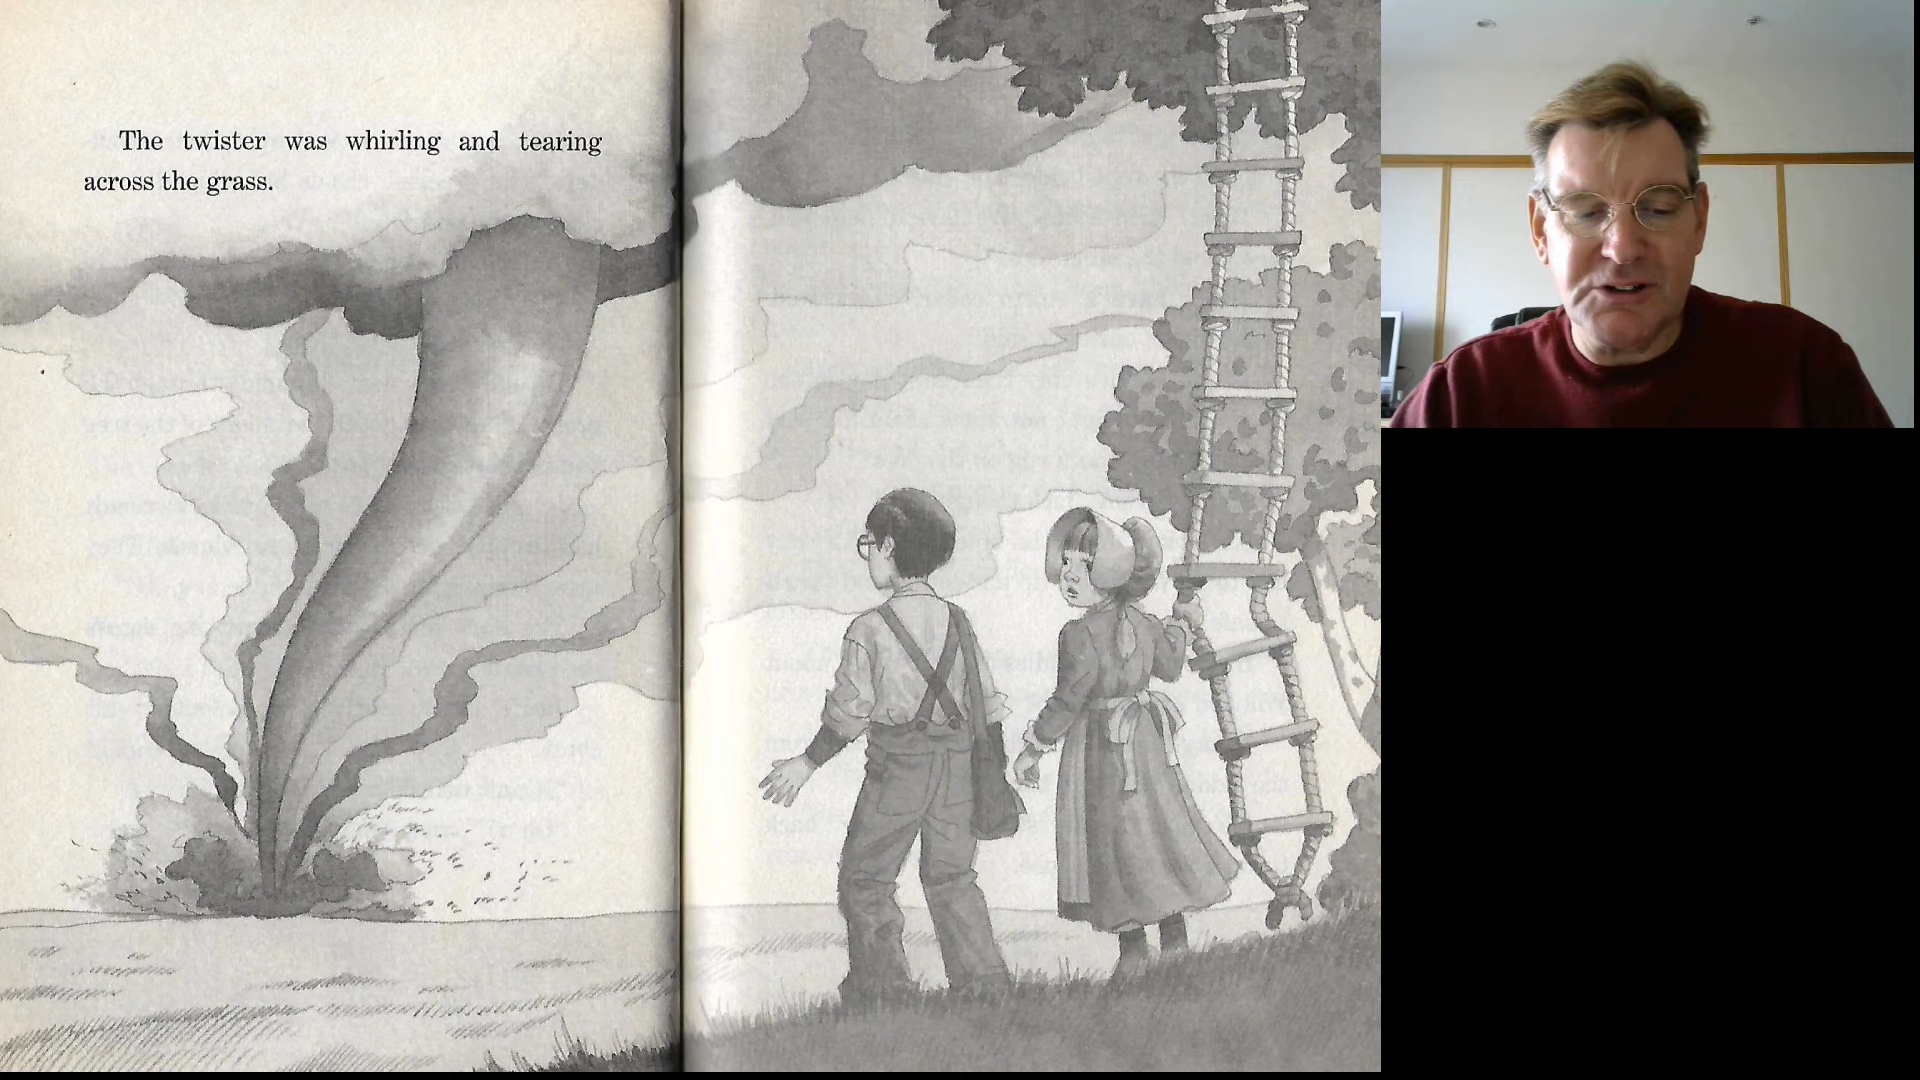 The twister was whirling and tearing
across the grass.